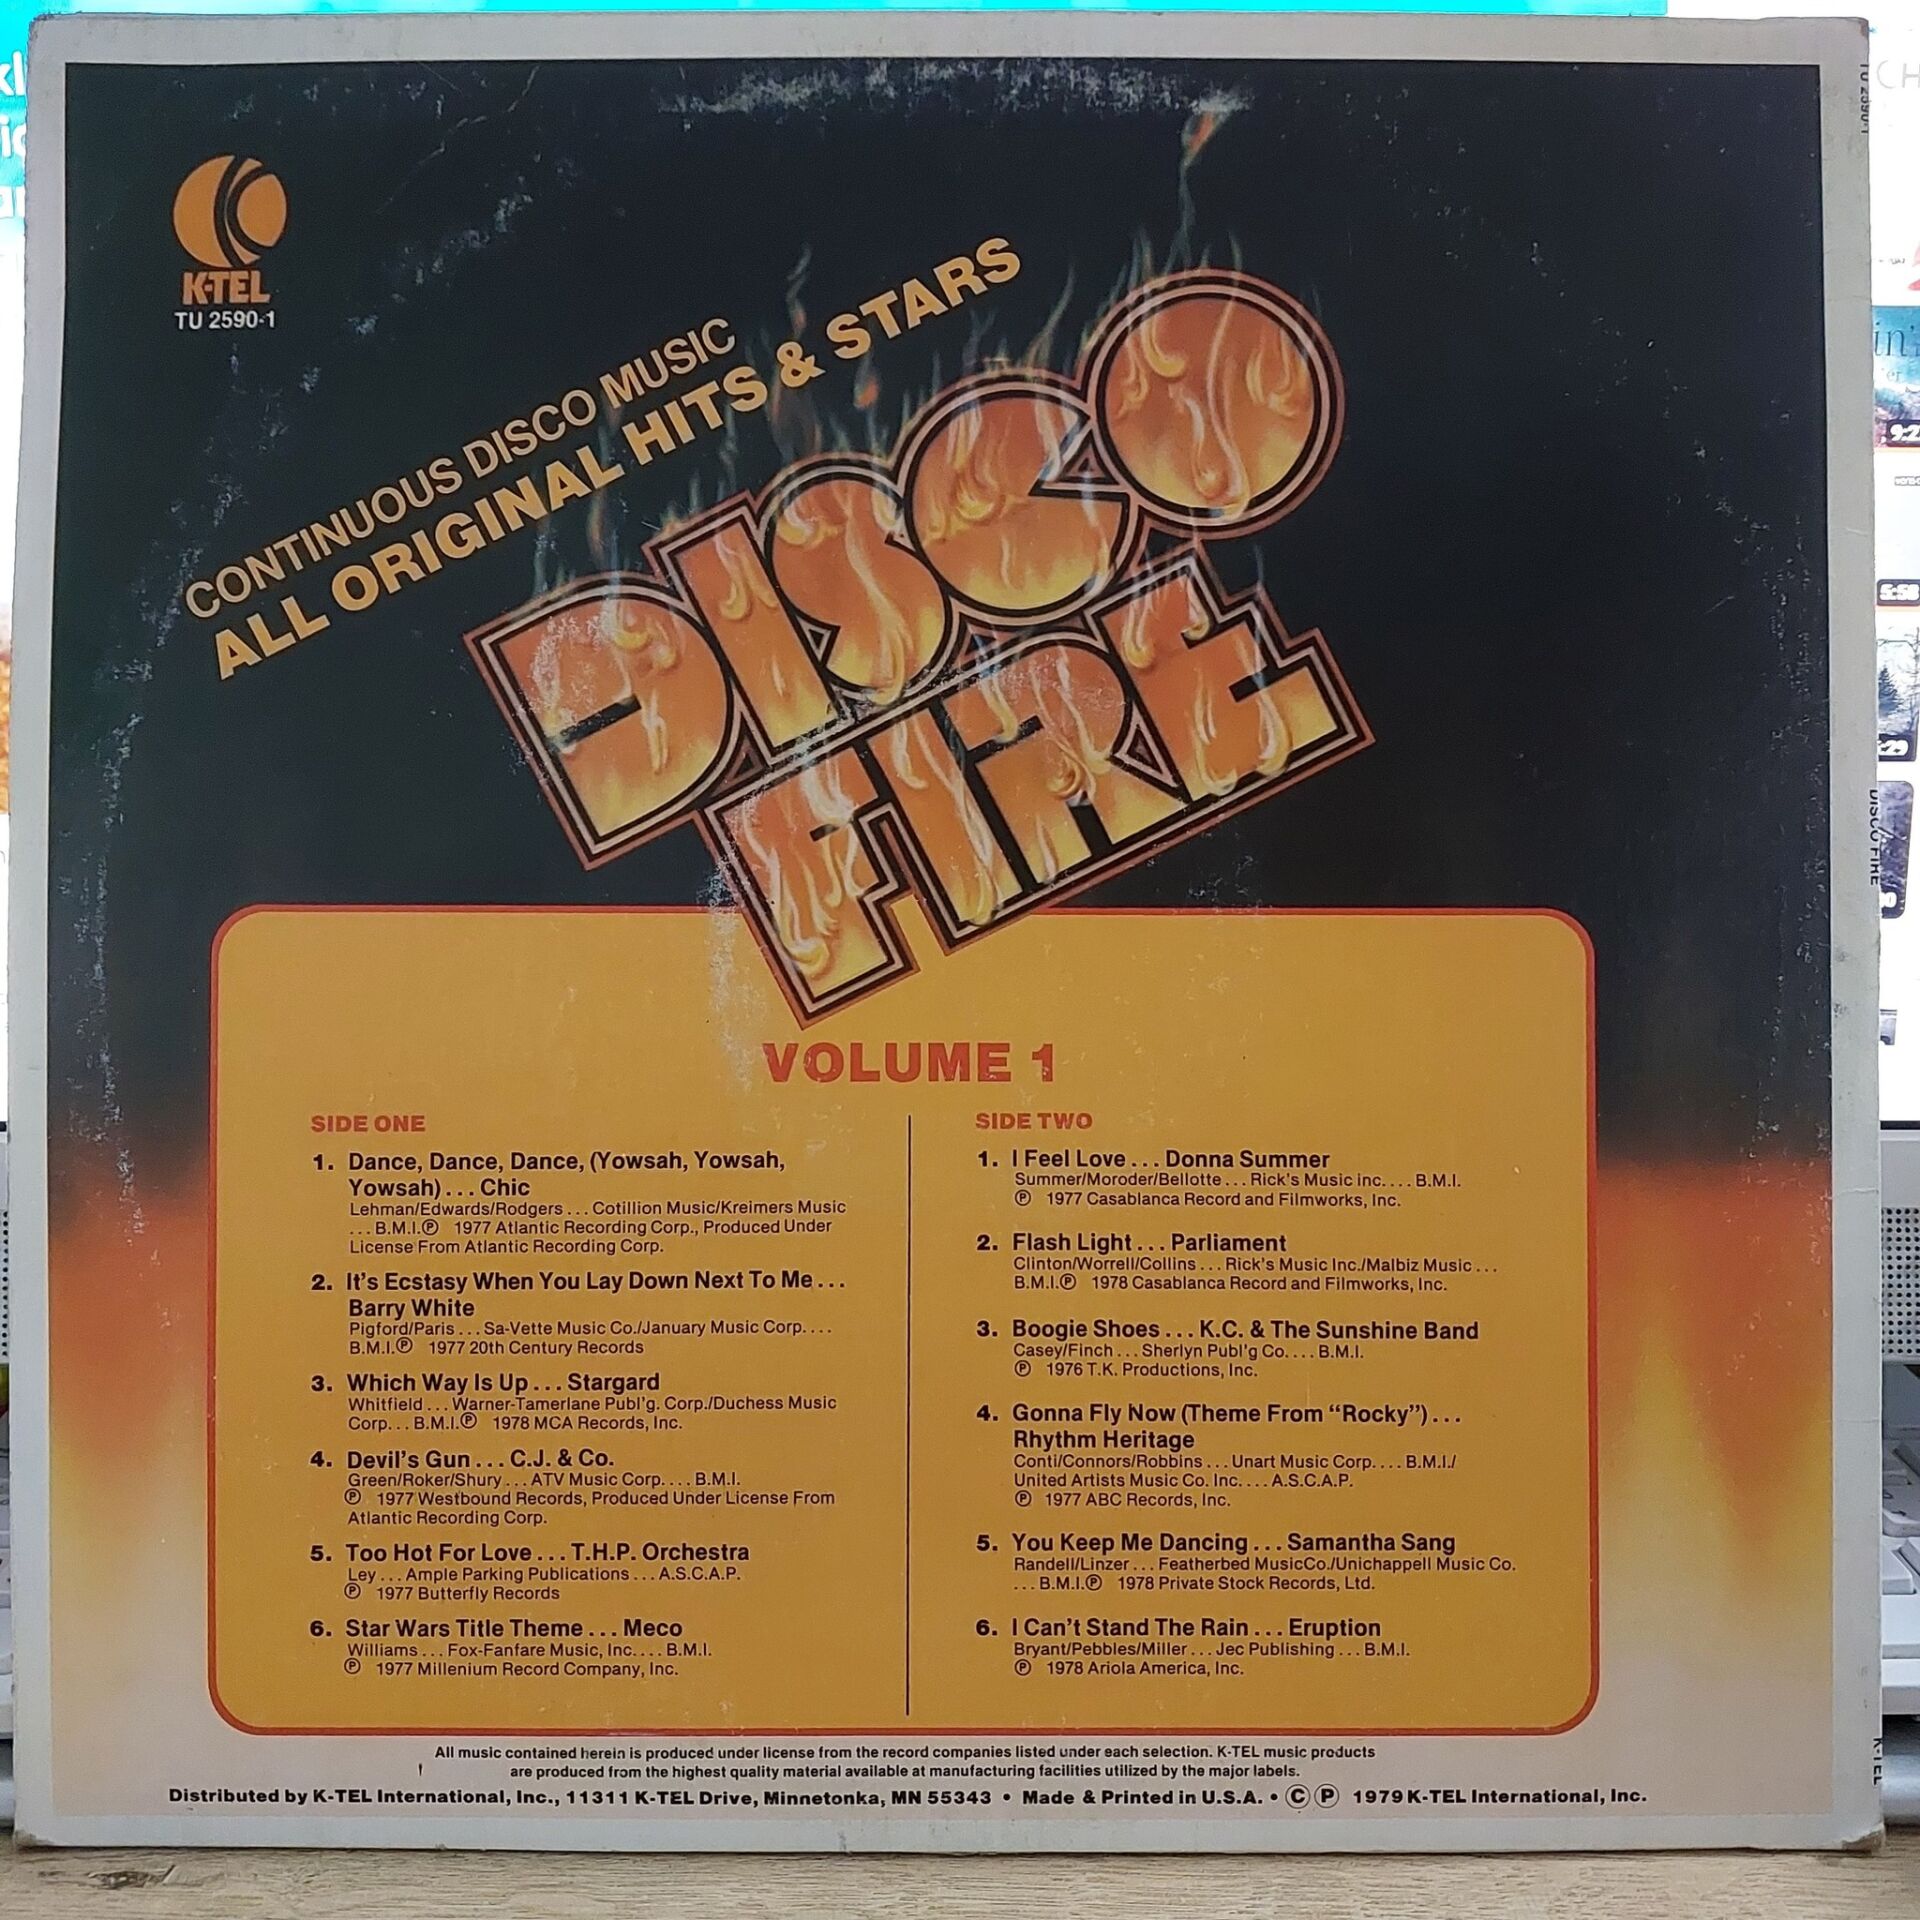 K-TEL
TU 2590-1
CONTINUOUS DISCO MUSIC
ALL ORIGINAL HITS & STARS
DISCO
FIRE
VOLUME 1
SIDE ONE
1. Dance, Dance, Dance, (Yowsah, Yowsah,
Yowsah)... Chic
Lehman/Edwards/Rodgers... Cotillion Music/Kreimers Music
... B.M.I.Ⓟ 1977 Atlantic Recording Corp., Produced Under
License From Atlantic Recording Corp.
2. It's Ecstasy When You Lay Down Next To Me...
Barry White
Pigford/Paris... Sa-Vette Music Co./January Music Corp....
B.M.I.Ⓟ 1977 20th Century Records
3. Which Way Is Up... Stargard
Whitfield... Warner-Tamerlane Publ'g. Corp./Duchess Music
Corp... B.M.I.Ⓟ 1978 MCA Records, Inc.
4. Devil's Gun... C.J. & Co.
Green/Roker/Shury... ATV Music Corp.... B.M.I.
Ⓟ 1977 Westbound Records, Produced Under License From
Atlantic Recording Corp.
5. Too Hot For Love... T.H.P. Orchestra
Ley... Ample Parking Publications... A.S.C.A.P.
Ⓟ 1977 Butterfly Records
6. Star Wars Title Theme... Meco
Williams... Fox-Fanfare Music, Inc.... B.M.I.
Ⓟ 1977 Millenium Record Company, Inc.
SIDE TWO
1. I Feel Love... Donna Summer
Summer/Moroder/Bellotte... Rick's Music inc.... B.M.I.
Ⓟ 1977 Casablanca Record and Filmworks, Inc.
2. Flash Light... Parliament
Clinton/Worrell/Collins... Rick's Music Inc./Malbiz Music...
B.M.I.Ⓟ 1978 Casablanca Record and Filmworks, Inc.
3. Boogie Shoes... K.C. & The Sunshine Band
Casey/Finch... Sherlyn Publ'g Co.... B.M.I.
Ⓟ 1976 T.K. Productions, Inc.
4. Gonna Fly Now (Theme From "Rocky")...
Rhythm Heritage
Conti/Connors/Robbins... Unart Music Corp.... B.M.I./
United Artists Music Co. Inc.... A.S.C.A.P.
Ⓟ 1977 ABC Records, Inc.
5. You Keep Me Dancing... Samantha Sang
Randell/Linzer... Featherbed MusicCo./Unichappell Music Co.
... B.M.I.Ⓟ 1978 Private Stock Records, Ltd.
6. I Can't Stand The Rain... Eruption
Bryant/Pebbles/Miller... Jec Publishing... B.M.I.
Ⓟ 1978 Ariola America, Inc.
All music contained herein is produced under license from the record companies listed under each selection. K-TEL music products
are produced from the highest quality material available at manufacturing facilities utilized by the major labels.
Distributed by K-TEL International, Inc., 11311 K-TEL Drive, Minnetonka, MN 55343 • Made & Printed in U.S.A. • ⒸⓅ 1979 K-TEL International, Inc.
TU 2590-1
DISCO FIRE
K-TEL
5:58